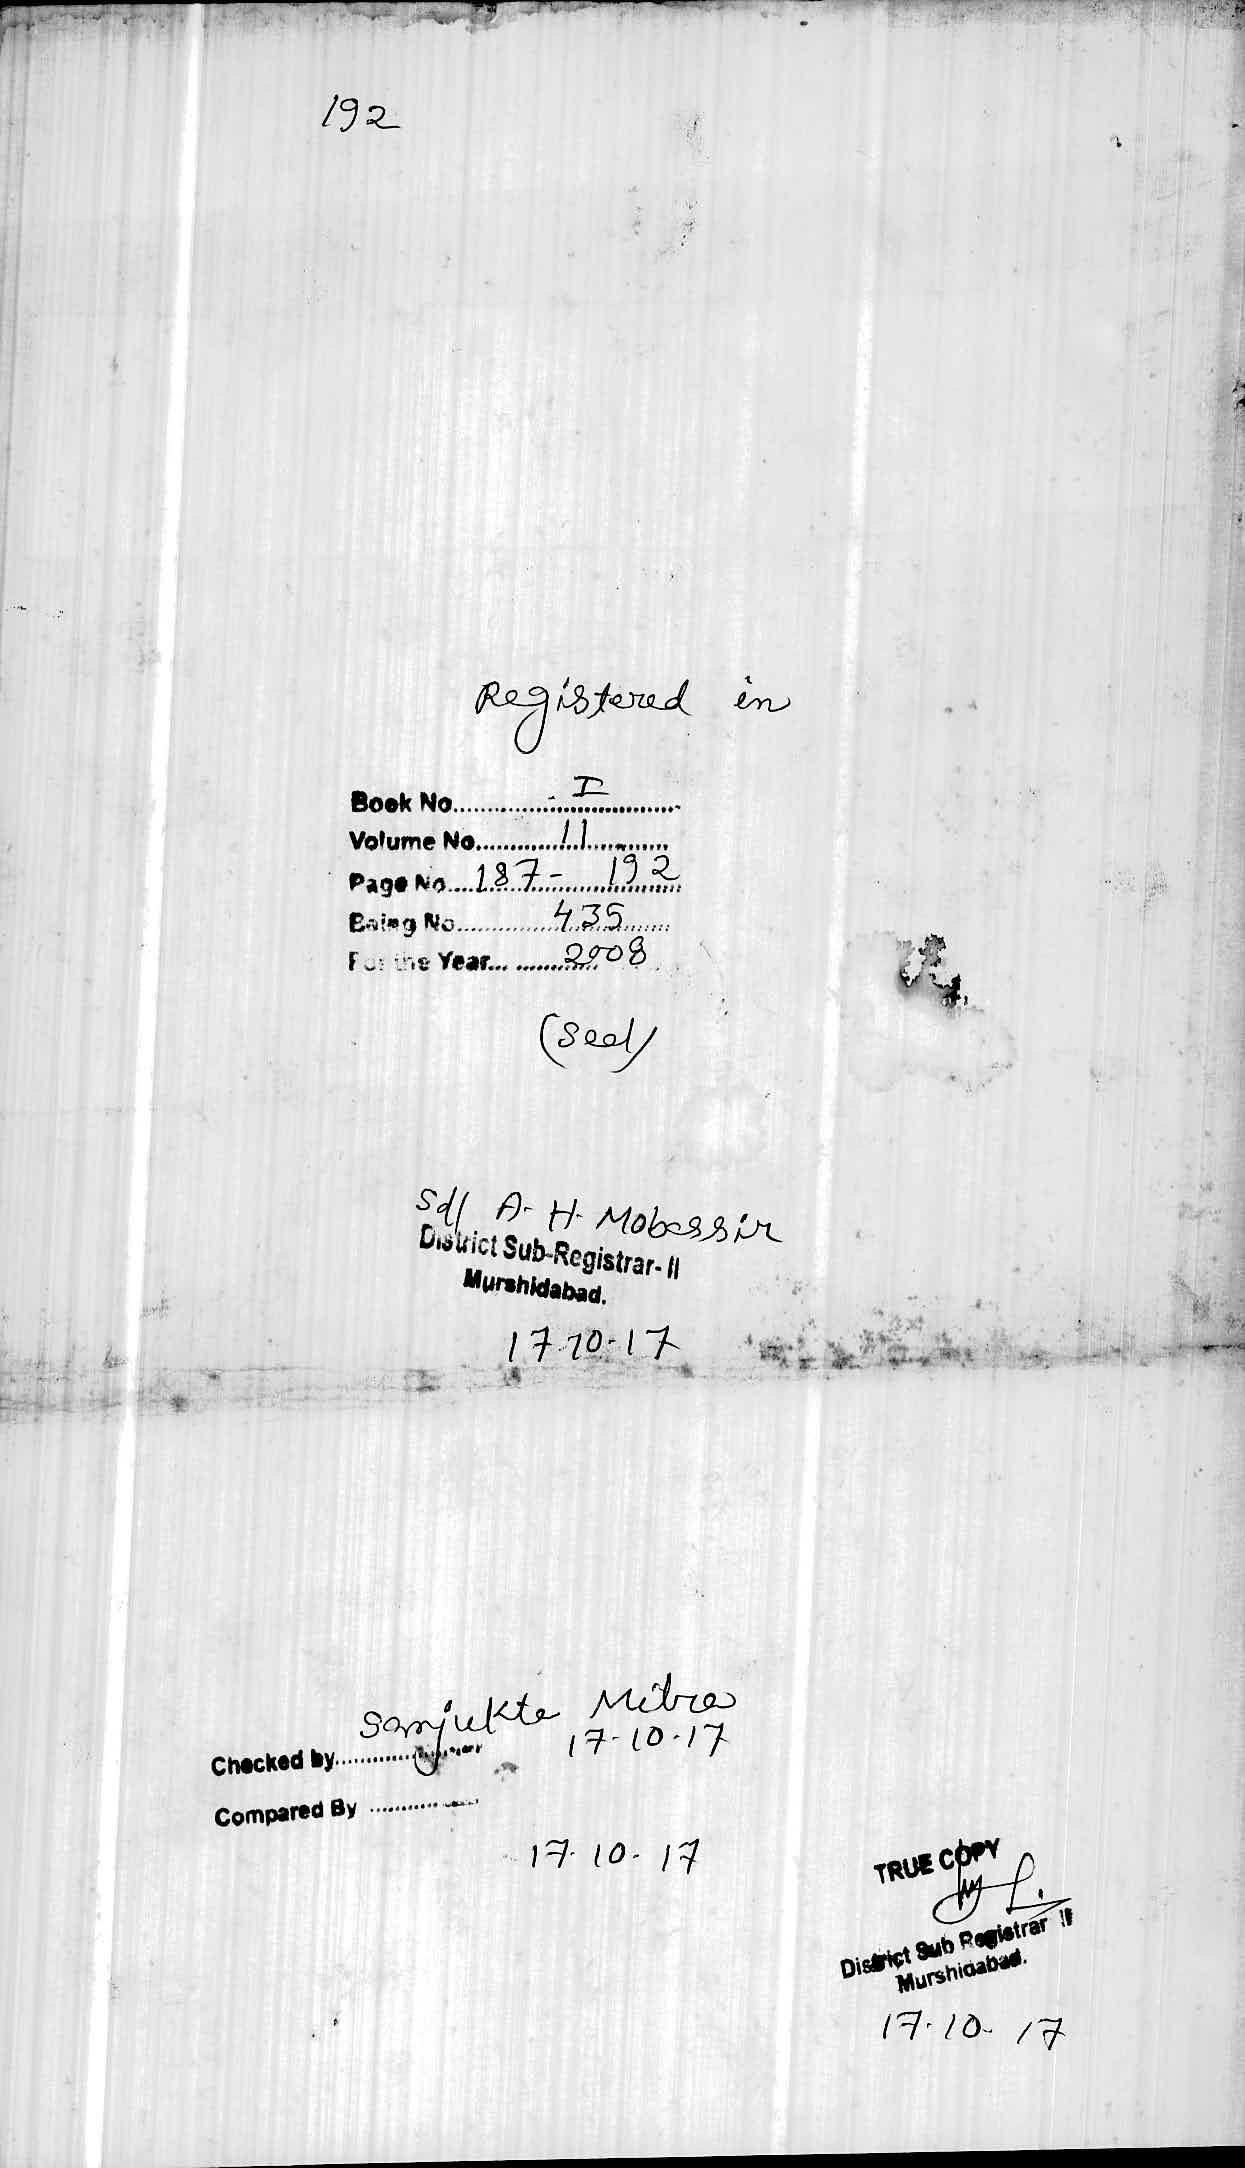 192
Registered in
Book No.............I
Volume No.............11
Page No....187- 192
Being No.............435
For the Year.........2008
(Seal)
Sd/ A. H. Mobassir
District Sub-Registrar- II
Murshidabad.
17-10-17
Sanjukta Mitra
17-10-17
Checked by.............
Compared By .............
17.10.17
TRUE COPY
District Sub Registrar II
Murshidabad.
17.10.17